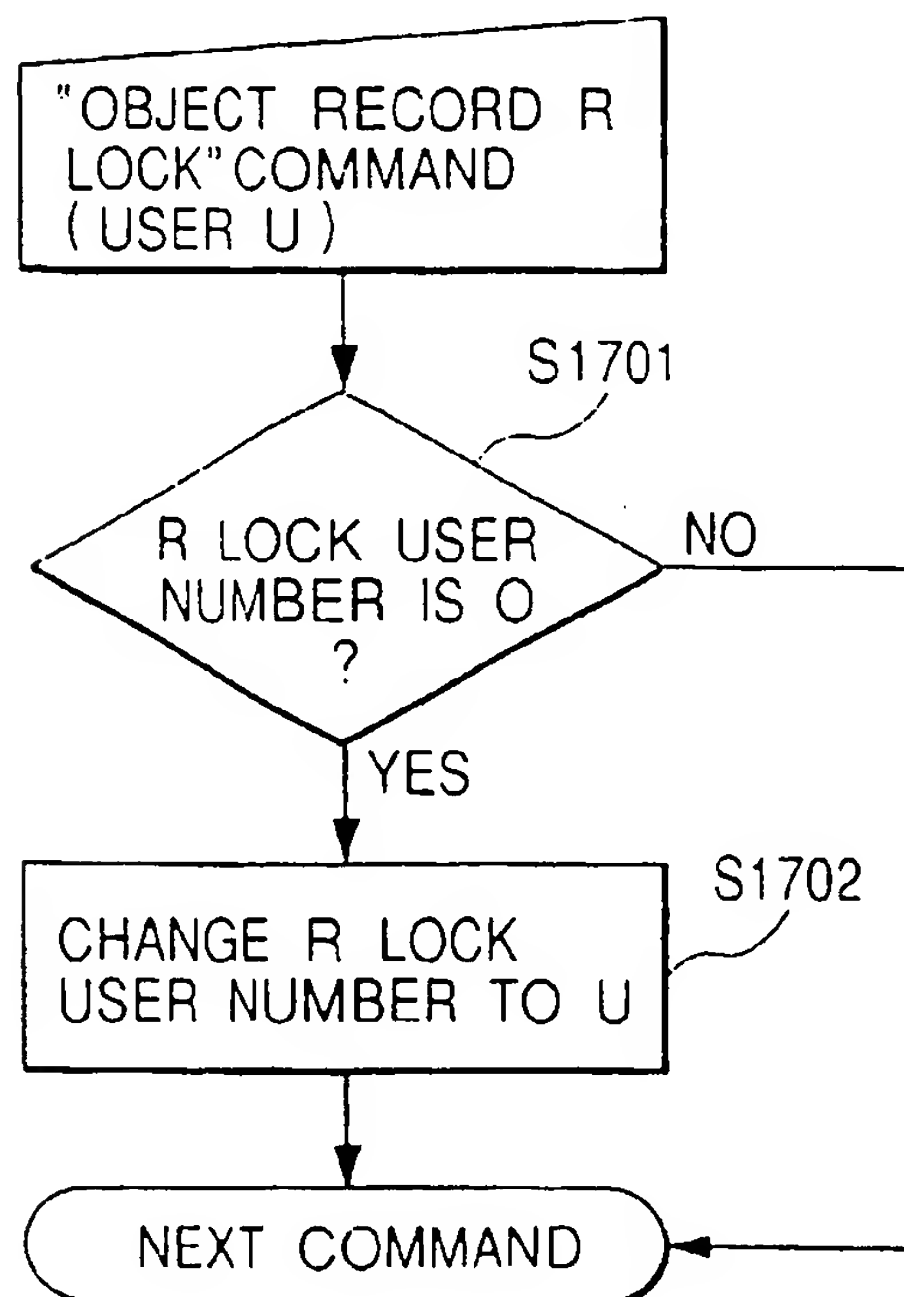 "OBJECT RECORD R
LOCK" COMMAND
(USER U)
S1701
R LOCK USER
NUMBER IS 0
?
NO
YES
S1702
CHANGE R LOCK
USER NUMBER TO U
NEXT COMMAND